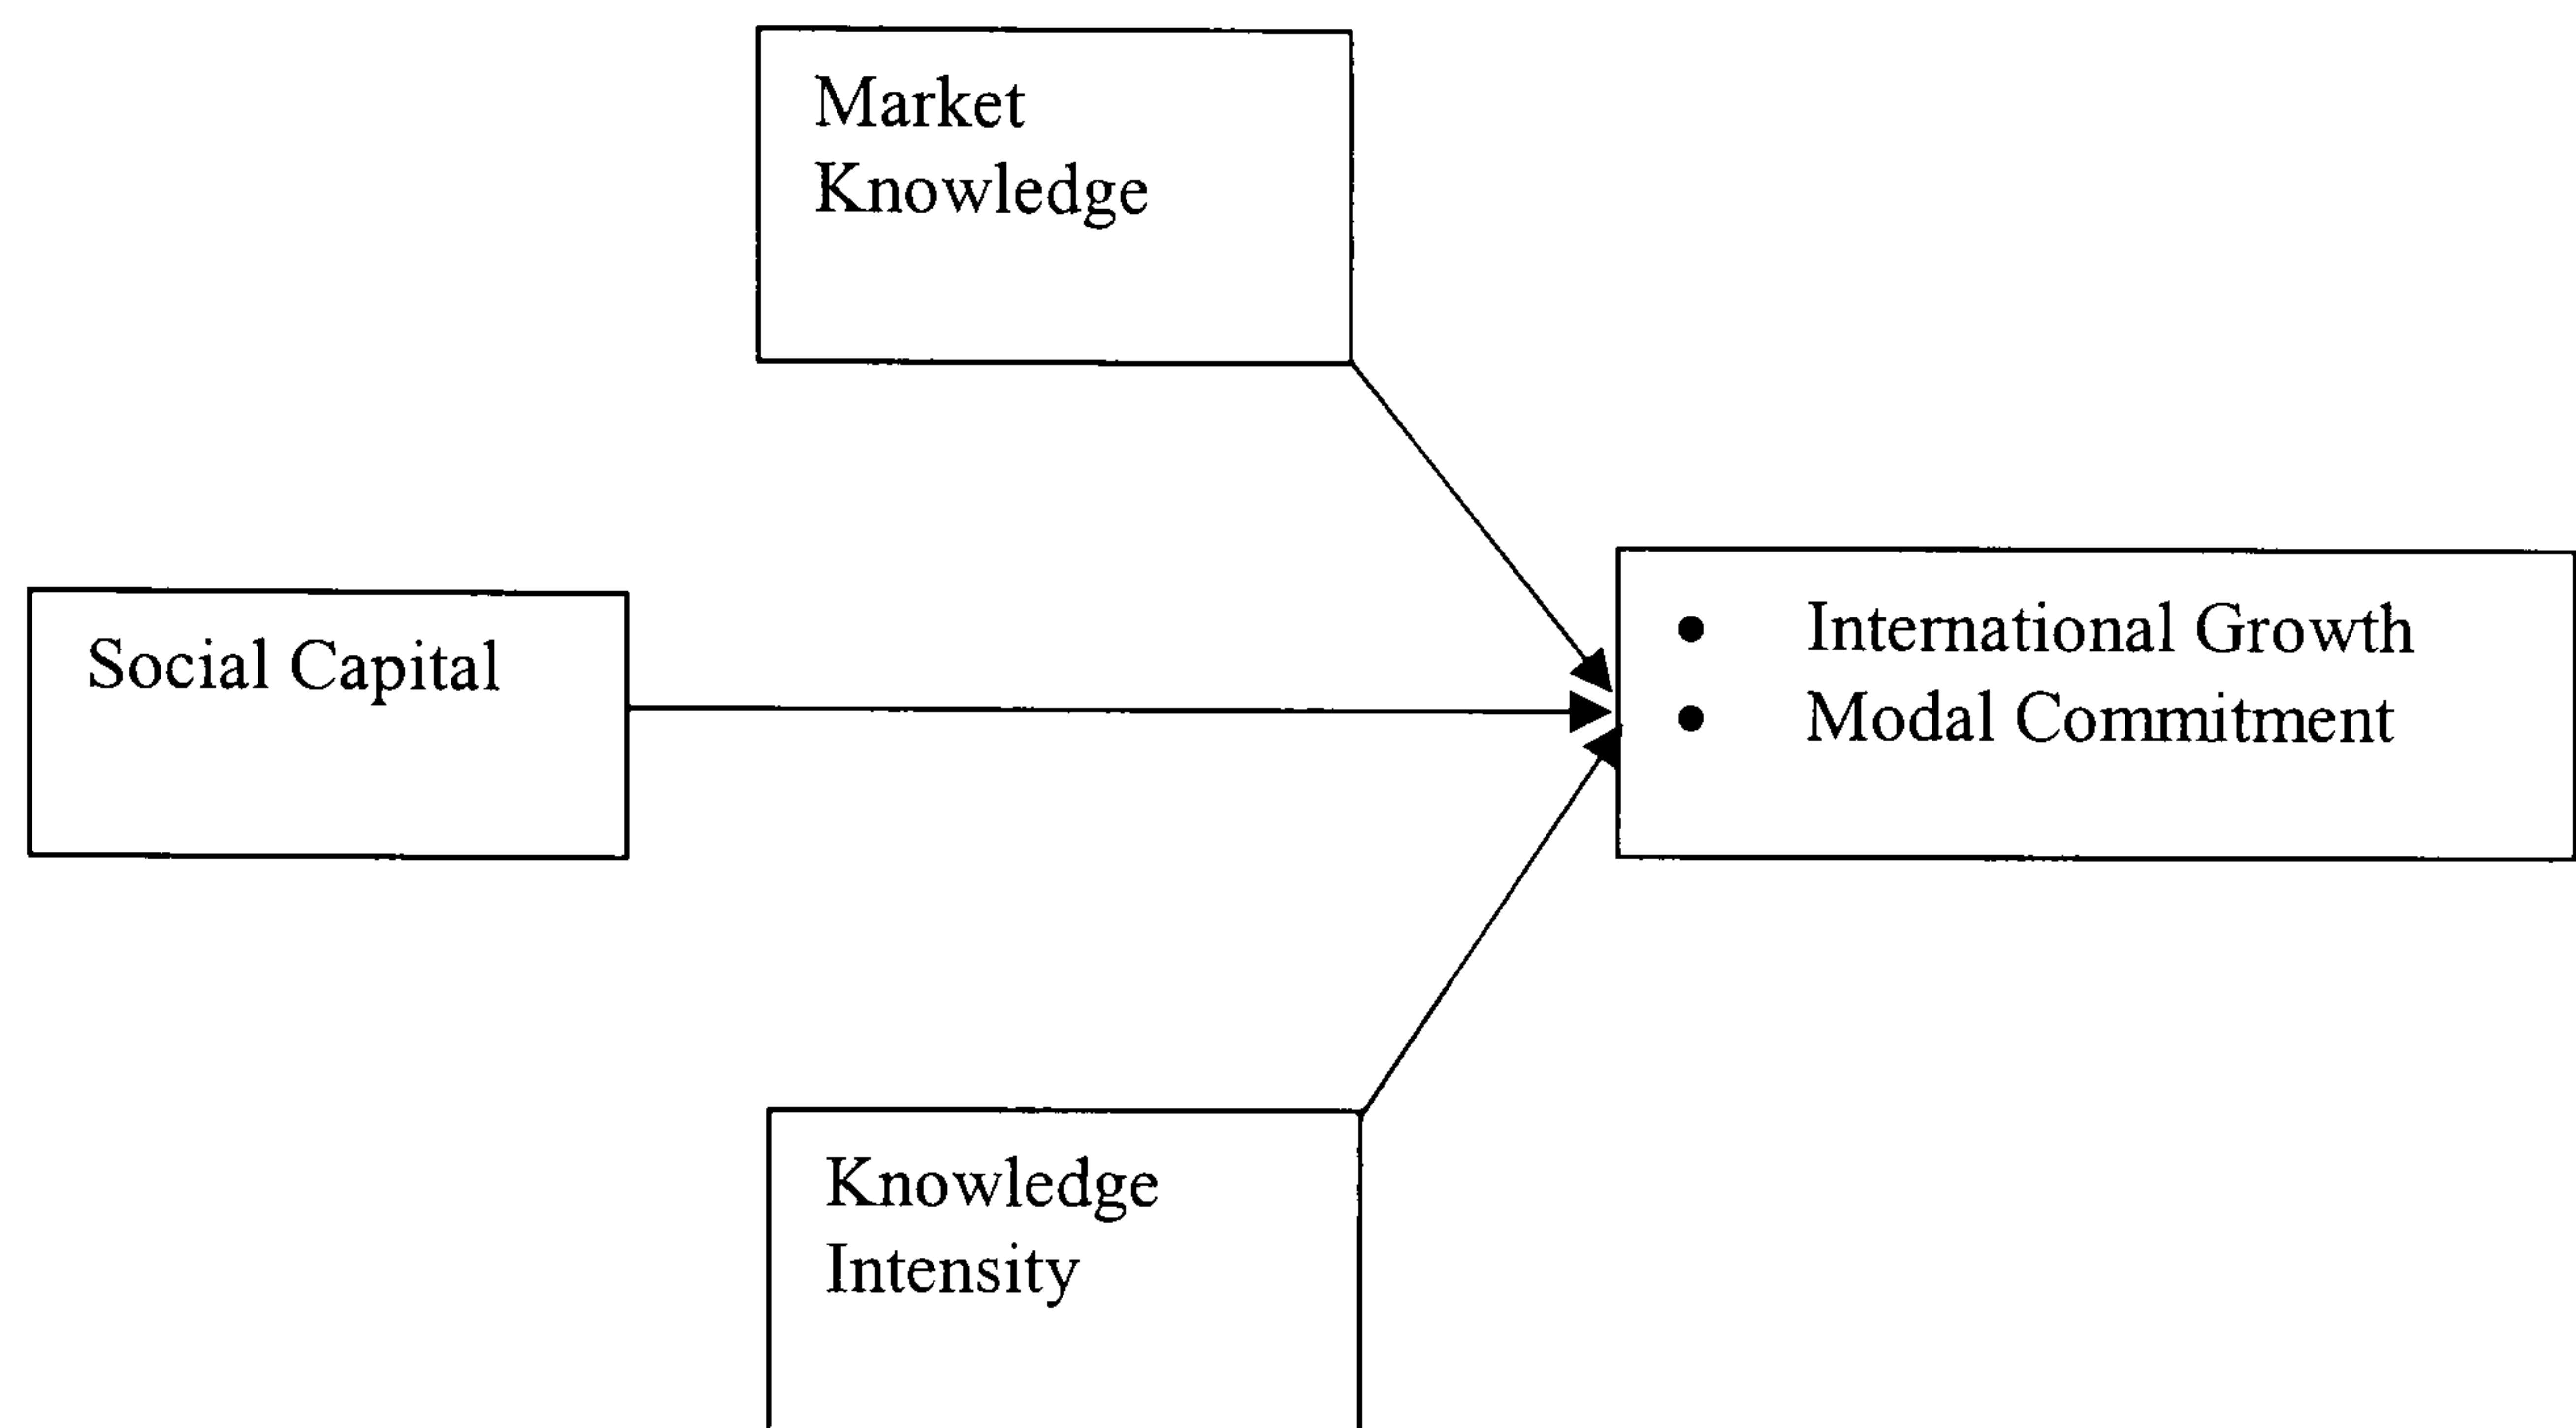 Market
Knowledge
Social Capital
• International Growth
• Modal Commitment
Knowledge
Intensity